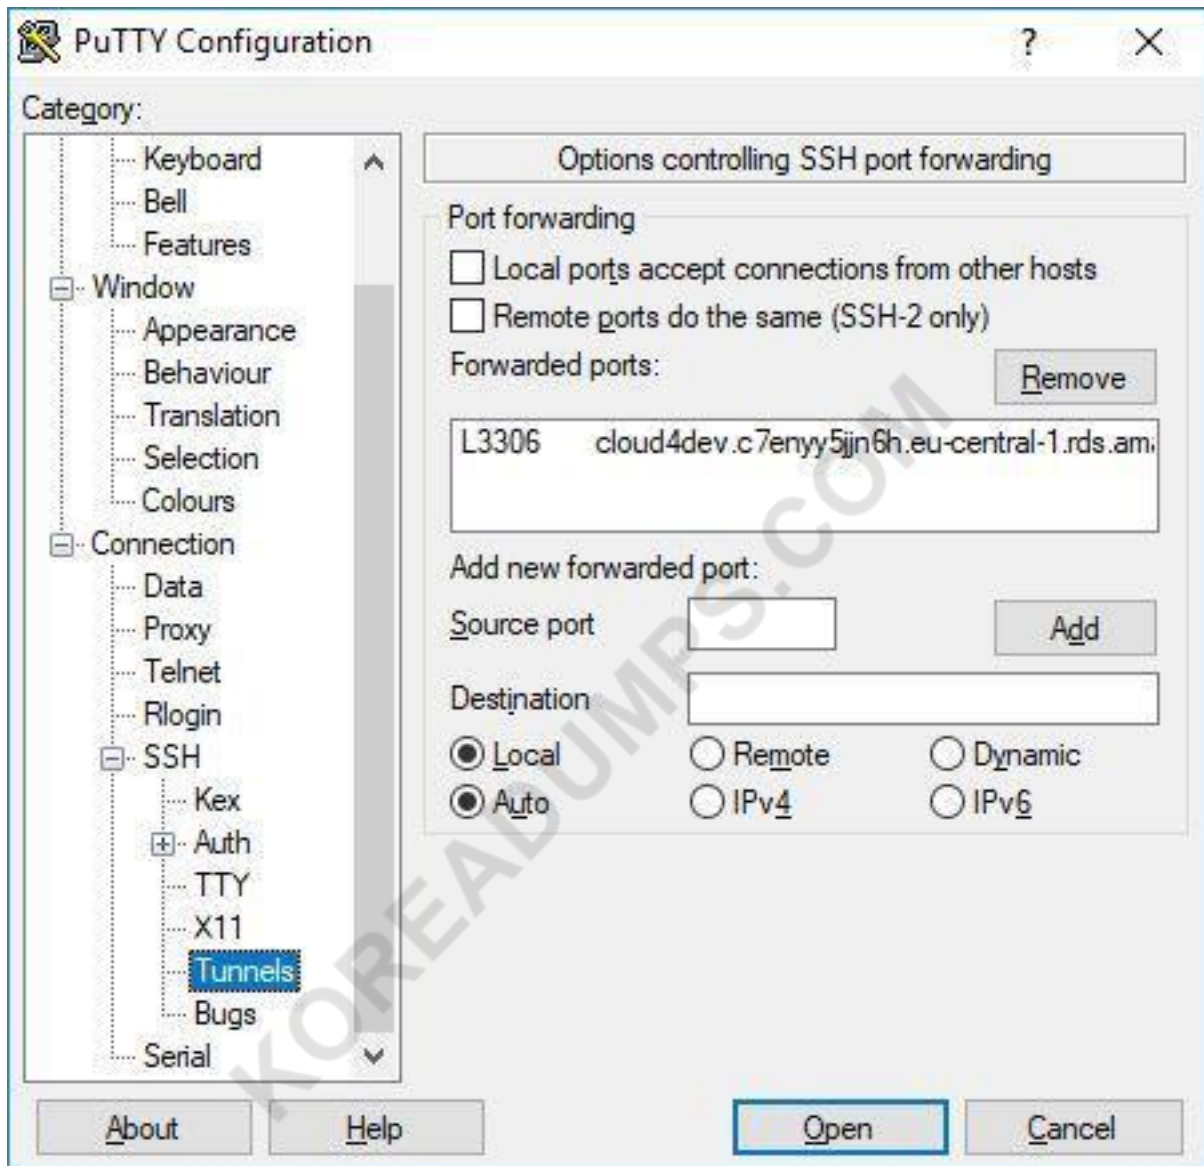 PuTTY Configuration
?
Category:
Keyboard
Bell
Features
Window
Appearance
Behaviour
Translation
Selection
Colours
Connection
Data
Proxy
Telnet
Rlogin
SSH
Kex
Auth
TTY
X11
Tunnels
Bugs
Serial
Options controlling SSH port forwarding
Port forwarding
Local ports accept connections from other hosts
Remote ports do the same (SSH-2 only)
Forwarded ports:
Remove
L3306 cloud4dev.c7enyy5jjn6h.eu-central-1.rds.ama
Add new forwarded port:
Source port
Add
Destination
Local Remote Dynamic
Auto IPv4 IPv6
About Help Open Cancel
KOREADUMPS.COM